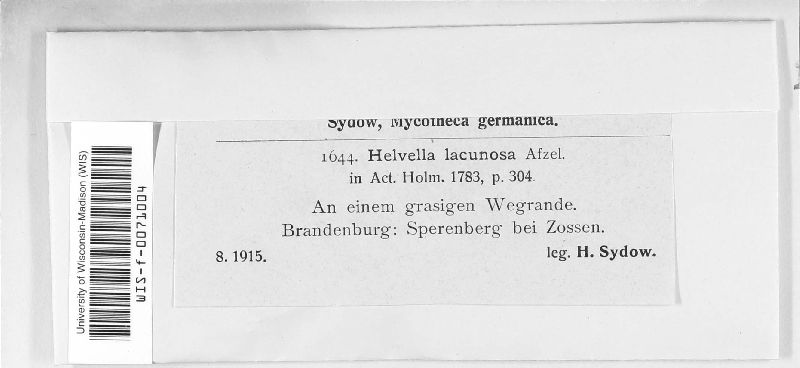 Sydow, Mycotheca germanica.
1644. Helvella lacunosa Afzel.
in Act. Holm. 1783, p. 304.
An einem grasigen Wegrande.
Brandenburg: Sperenberg bei Zossen.
8. 1915. leg. H. Sydow.
University of Wisconsin-Madison (WIS)
WIS-f-0071004